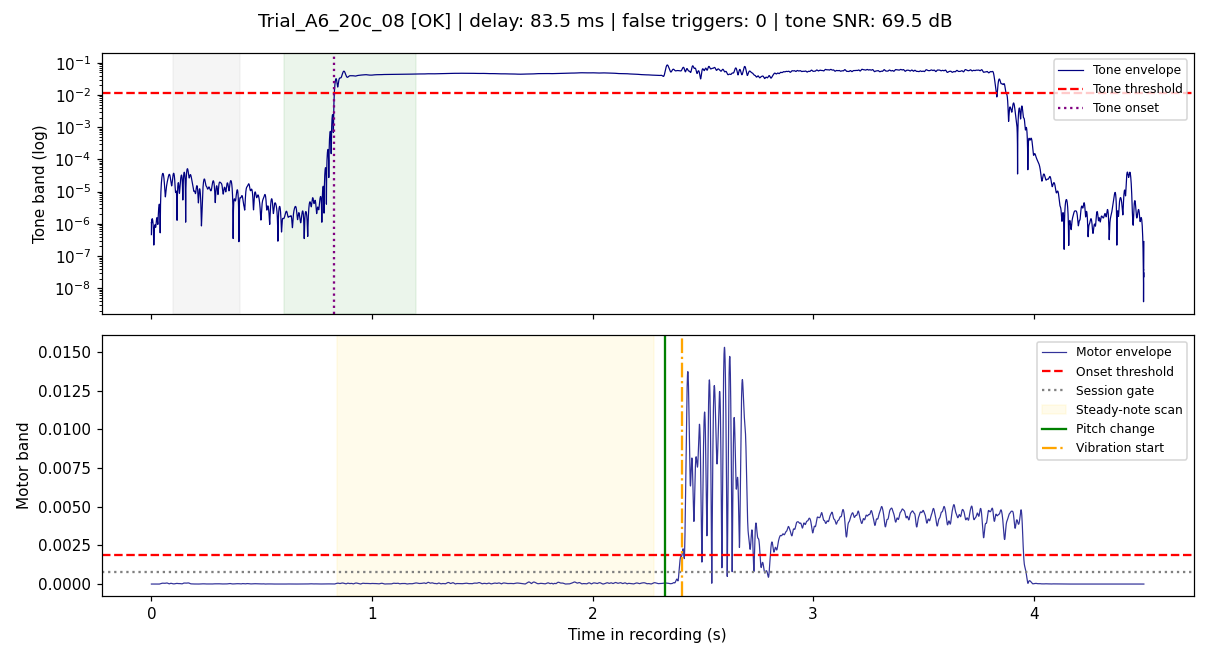 Trial_A6_20c_08 [OK] | delay: 83.5 ms | false triggers: 0 | tone SNR: 69.5 dB
Tone band (log)
10⁻¹
10⁻²
10⁻³
10⁻⁴
10⁻⁵
10⁻⁶
10⁻⁷
10⁻⁸
Tone envelope
Tone threshold
Tone onset
Motor band
0.0150
0.0125
0.0100
0.0075
0.0050
0.0025
0.0000
Motor envelope
Onset threshold
Session gate
Steady-note scan
Pitch change
Vibration start
0 1 2 3 4
Time in recording (s)